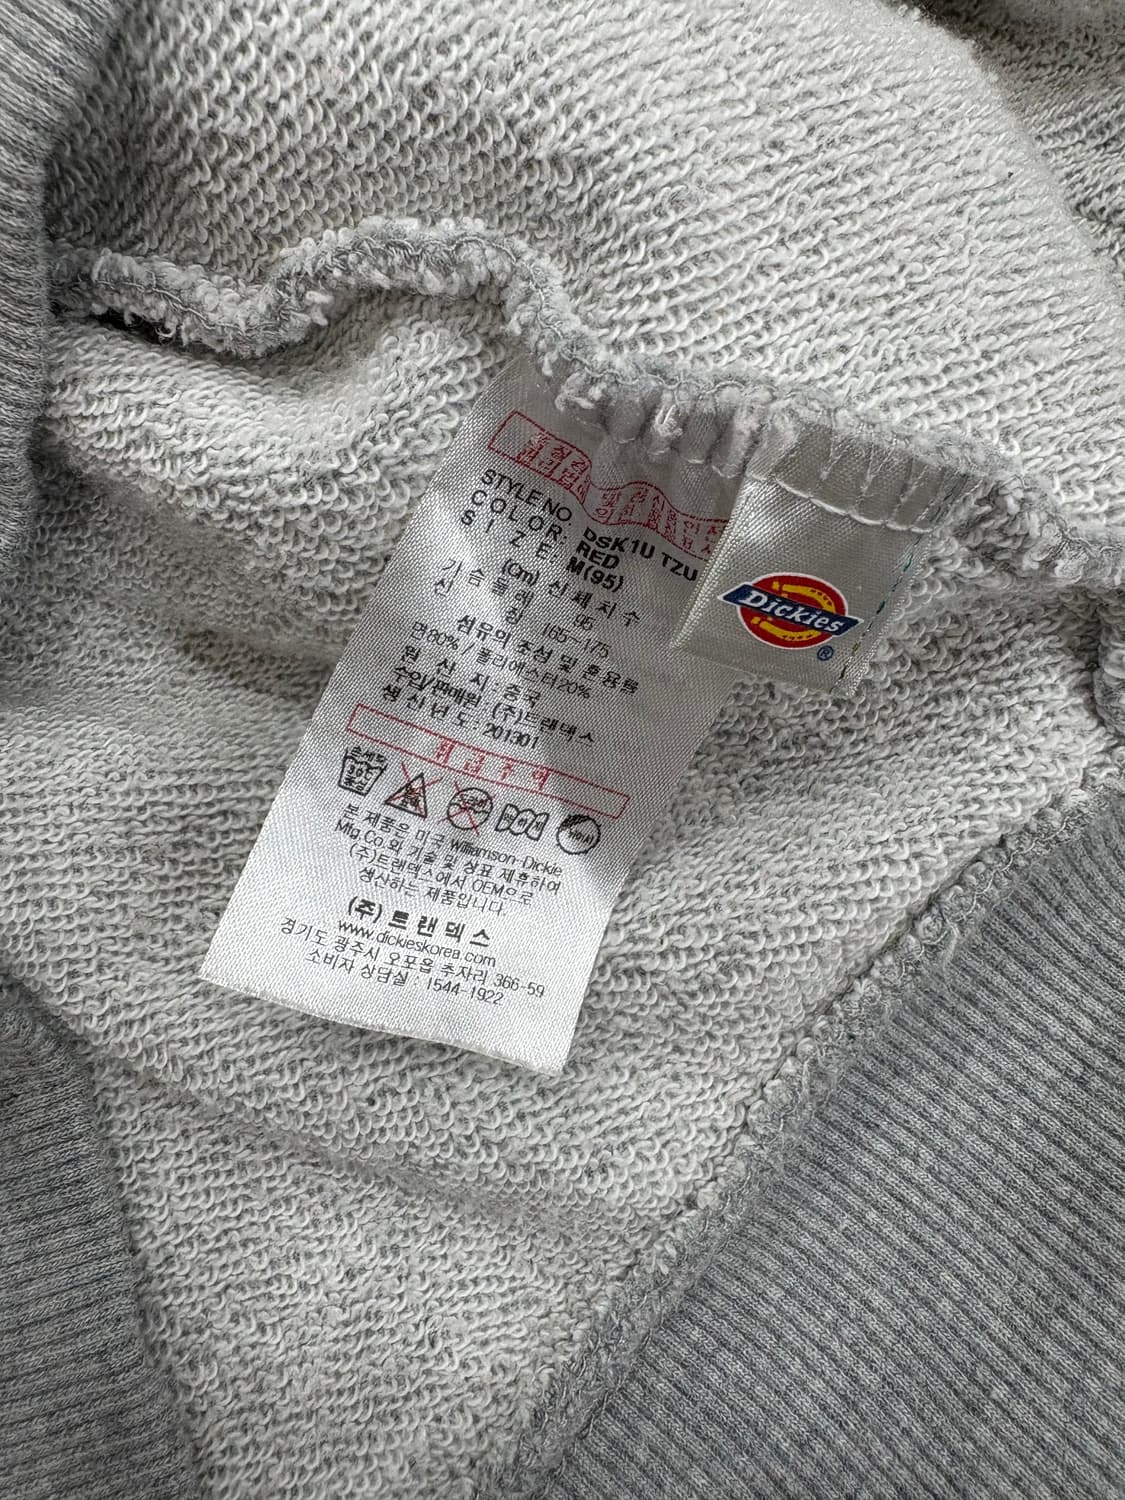 STYLE NO. DSK1U TZU
COLOR: RED
SIZE: M(95)
(Cm) 신체치수
가슴둘레 95
신 장 165-175
섬유의 조성 및 혼용률
면80% / 폴리에스터20%
원 산 지 : 중국
수입/판매원 (주)트랜덱스
생 산 년 도 : 201301
취 급 주 의
본 제품은 미국 Williamson-Dickie
Mfg.Co.와 기술 및 상표 제휴하여
(주)트랜덱스에서 OEM으로
생산하는 제품입니다.
(주) 트 랜 덱 스
www.dickieskorea.com
경기도 광주시 오포읍 추자리 366-59
소비자 상담실 : 1544-1922
Dickies
®